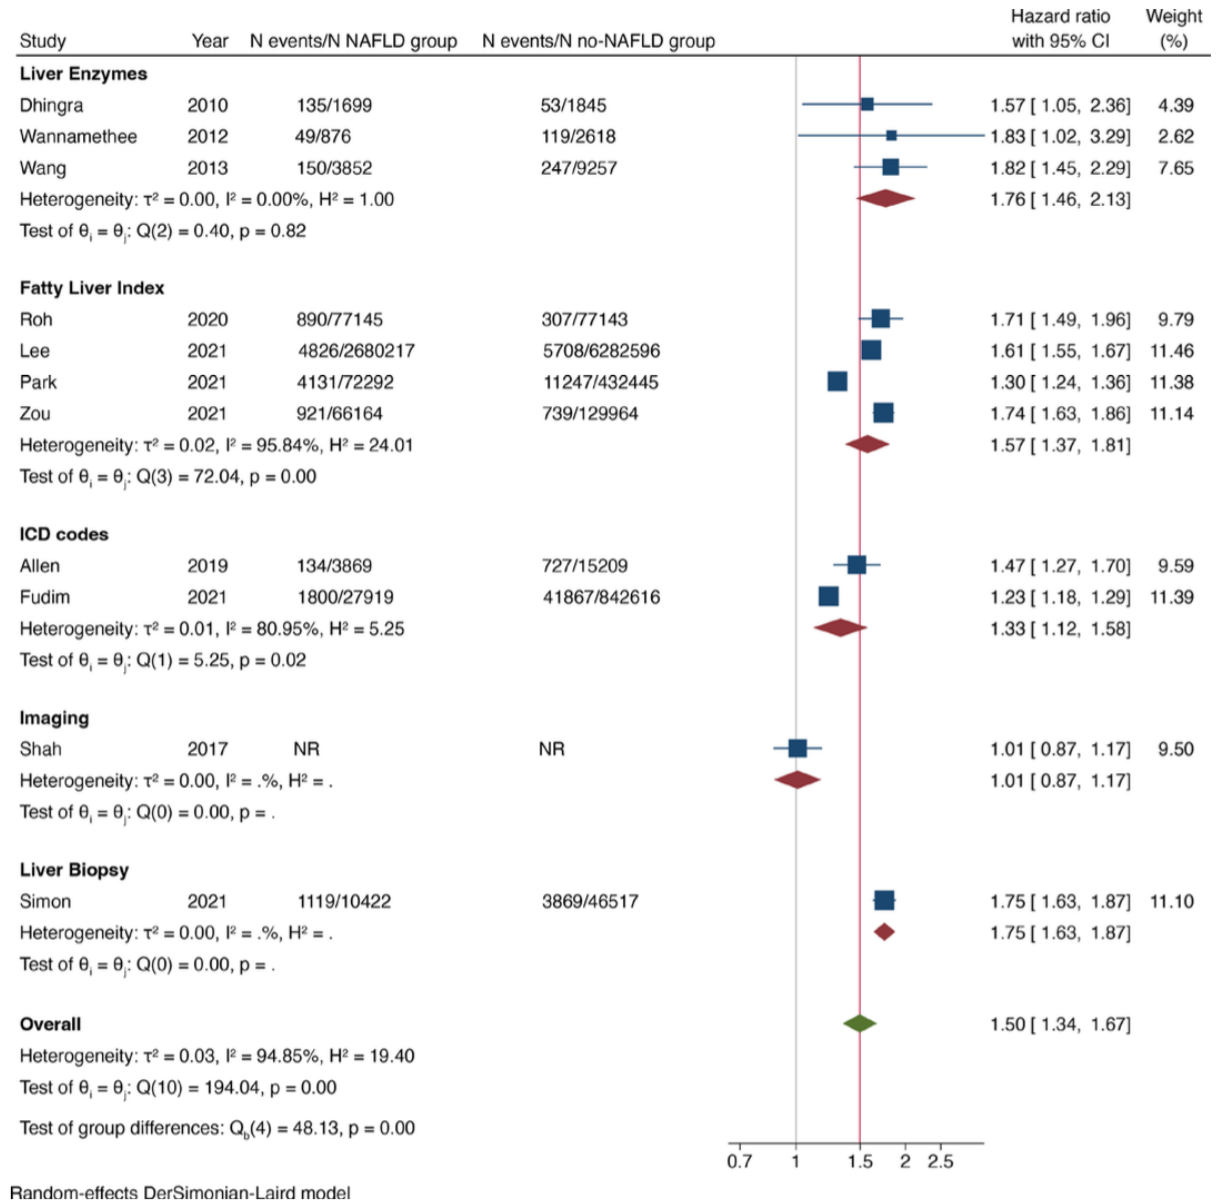 Hazard ratio Weight
Study Year N events/N NAFLD group N events/N no-NAFLD group with 95% CI (%)
Liver Enzymes
Dhingra 2010 135/1699 53/1845 1.57 [ 1.05, 2.36] 4.39
Wannamethee 2012 49/876 119/2618 1.83 [ 1.02, 3.29] 2.62
Wang 2013 150/3852 247/9257 1.82 [ 1.45, 2.29] 7.65
Heterogeneity: τ² = 0.00, I² = 0.00%, H² = 1.00 1.76 [ 1.46, 2.13]
Test of θᵢ = θⱼ: Q(2) = 0.40, p = 0.82
Fatty Liver Index
Roh 2020 890/77145 307/77143 1.71 [ 1.49, 1.96] 9.79
Lee 2021 4826/2680217 5708/6282596 1.61 [ 1.55, 1.67] 11.46
Park 2021 4131/72292 11247/432445 1.30 [ 1.24, 1.36] 11.38
Zou 2021 921/66164 739/129964 1.74 [ 1.63, 1.86] 11.14
Heterogeneity: τ² = 0.02, I² = 95.84%, H² = 24.01 1.57 [ 1.37, 1.81]
Test of θᵢ = θⱼ: Q(3) = 72.04, p = 0.00
ICD codes
Allen 2019 134/3869 727/15209 1.47 [ 1.27, 1.70] 9.59
Fudim 2021 1800/27919 41867/842616 1.23 [ 1.18, 1.29] 11.39
Heterogeneity: τ² = 0.01, I² = 80.95%, H² = 5.25 1.33 [ 1.12, 1.58]
Test of θᵢ = θⱼ: Q(1) = 5.25, p = 0.02
Imaging
Shah 2017 NR NR 1.01 [ 0.87, 1.17] 9.50
Heterogeneity: τ² = 0.00, I² = .%, H² = . 1.01 [ 0.87, 1.17]
Test of θᵢ = θⱼ: Q(0) = 0.00, p = .
Liver Biopsy
Simon 2021 1119/10422 3869/46517 1.75 [ 1.63, 1.87] 11.10
Heterogeneity: τ² = 0.00, I² = .%, H² = . 1.75 [ 1.63, 1.87]
Test of θᵢ = θⱼ: Q(0) = 0.00, p = .
Overall 1.50 [ 1.34, 1.67]
Heterogeneity: τ² = 0.03, I² = 94.85%, H² = 19.40
Test of θᵢ = θⱼ: Q(10) = 194.04, p = 0.00
Test of group differences: Q_b(4) = 48.13, p = 0.00
0.7 1 1.5 2 2.5
Random-effects DerSimonian-Laird model